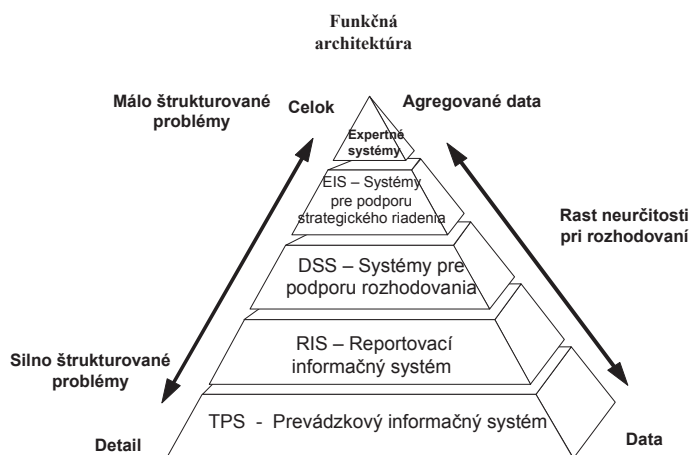 Funkčná
architektúra
Málo štrukturované
problémy
Celok
Agregované data
Expertné
systémy
EIS – Systémy
pre podporu
strategického riadenia
Rast neurčitosti
pri rozhodovaní
DSS – Systémy pre
podporu rozhodovania
RIS – Reportovací
informačný systém
Silno štrukturované
problémy
TPS - Prevádzkový informačný systém
Detail
Data